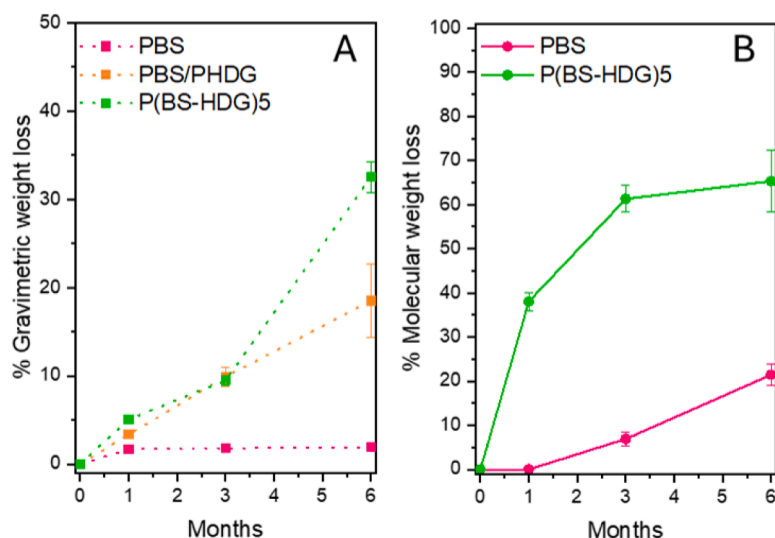 A
PBS
PBS/PHDG
P(BS-HDG)5
% Gravimetric weight loss
50
40
30
20
10
0
0 1 2 3 4 5 6
Months
B
PBS
P(BS-HDG)5
% Molecular weight loss
100
90
80
70
60
50
40
30
20
10
0
0 1 2 3 4 5 6
Months